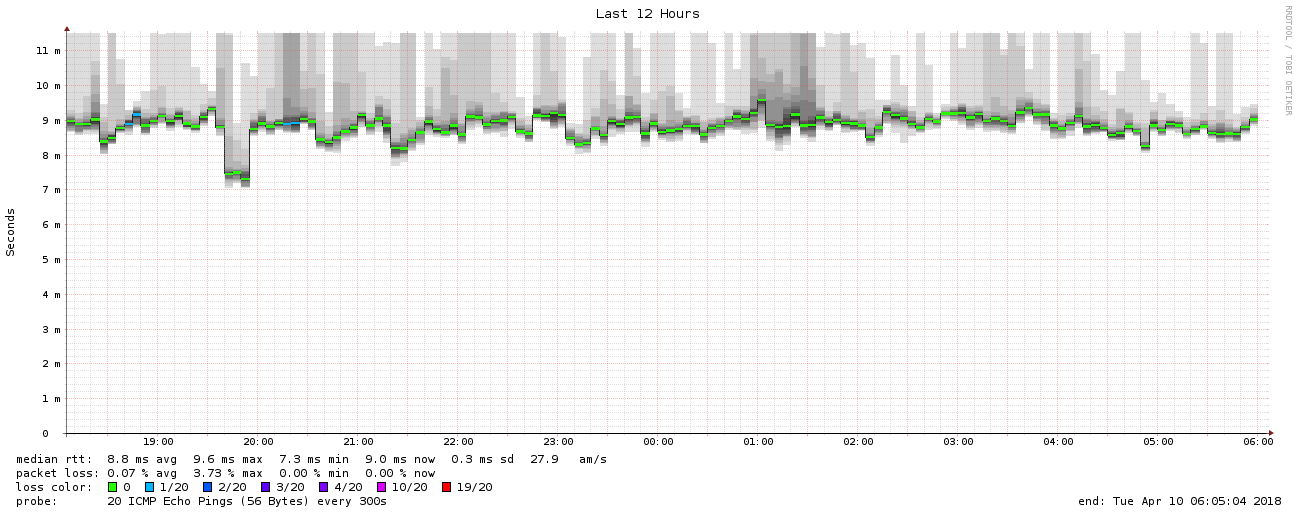 Last 12 Hours
RRDTOOL / TOBI OETIKER
11 m
10 m
9 m
8 m
7 m
6 m
5 m
4 m
3 m
2 m
1 m
0
Seconds
19:00 20:00 21:00 22:00 23:00 00:00 01:00 02:00 03:00 04:00 05:00 06:00
median rtt: 8.8 ms avg 9.6 ms max 7.3 ms min 9.0 ms now 0.3 ms sd 27.9 am/s
packet loss: 0.07 % avg 3.73 % max 0.00 % min 0.00 % now
loss color: 0 1/20 2/20 3/20 4/20 10/20 19/20
probe: 20 ICMP Echo Pings (56 Bytes) every 300s end: Tue Apr 10 06:05:04 2018